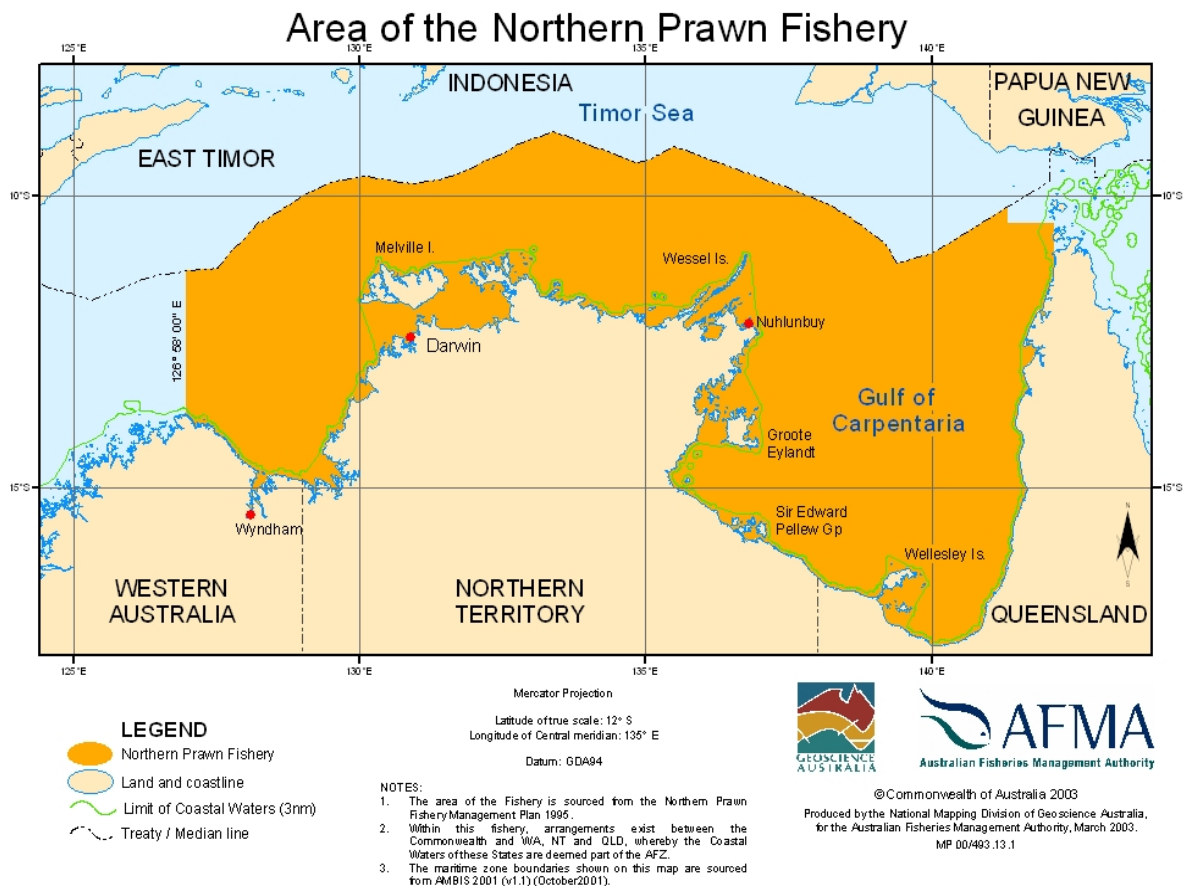 Area of the Northern Prawn Fishery
125 °E
130 °E
135 °E
140 °E
INDONESIA
PAPUA NEW
GUINEA
Timor Sea
EAST TIMOR
10°S
10°S
Melville I.
Wessel Is.
126° 58' 00" E
Nuhlunbuy
Darwin
Gulf of
Carpentaria
Groote
Eylandt
15°S
15°S
Wyndham
Sir Edward
Pellew Gp
N
Wellesley Is.
WESTERN
AUSTRALIA
NORTHERN
TERRITORY
QUEENSLAND
125 °E
130 °E
135 °E
140 °E
LEGEND
Northern Prawn Fishery
Land and coastline
Limit of Coastal Waters (3nm)
Treaty / Median line
Mercator Projection
Latitude of true scale: 12° S
Longitude of Central meridian: 135° E
Datum: GDA94
NOTES:
1. The area of the Fishery is sourced from the Northern Prawn
Fishery Management Plan 1995.
2. Within this fishery, arrangements exist between the
Commonwealth and WA, NT and QLD, whereby the Coastal
Waters of these States are deemed part of the AFZ.
3. The maritime zone boundaries shown on this map are sourced
from AMBIS 2001 (v1.1) (October2001).
GEOSCIENCE
AUSTRALIA
AFMA
Australian Fisheries Management Authority
© Commonwealth of Australia 2003
Produced by the National Mapping Division of Geoscience Australia,
for the Australian Fisheries Management Authority, March 2003.
MP 00/493.13.1